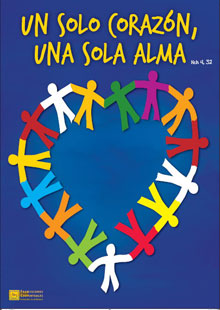 UN SOLO CORAZÓN,
UNA SOLA ALMA
Hch 4, 32